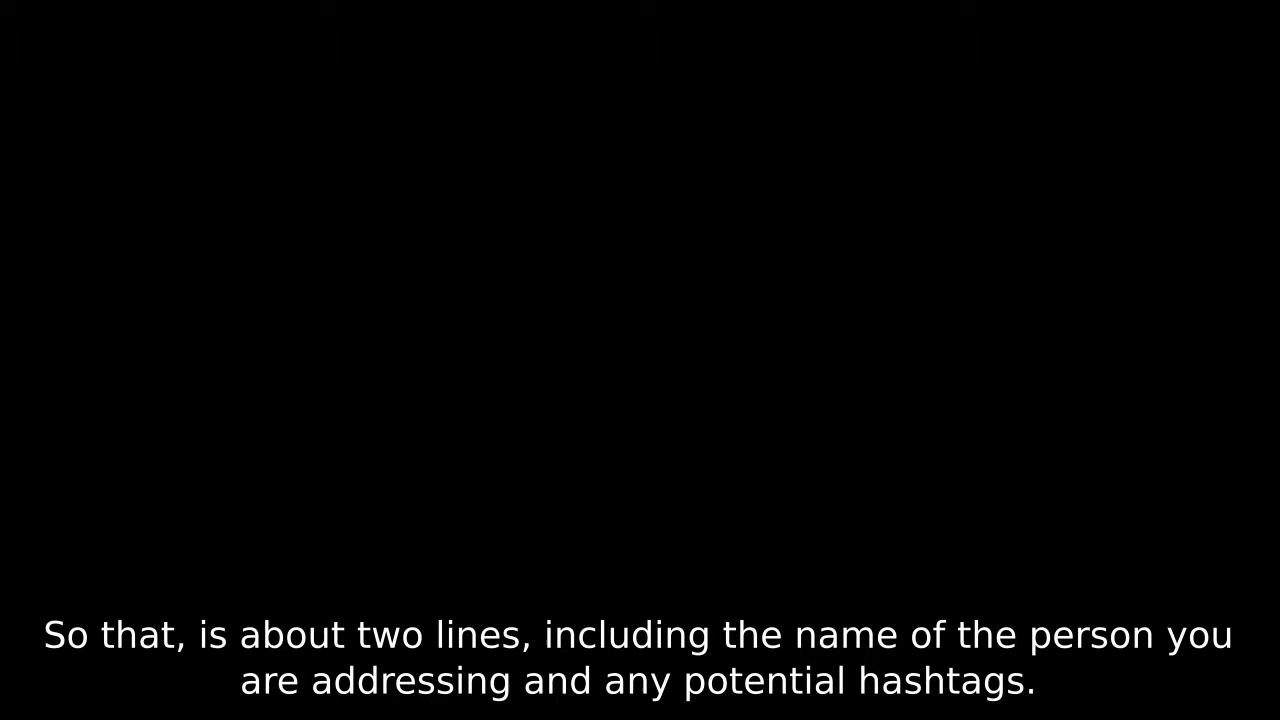 So that, is about two lines, including the name of the person you
are addressing and any potential hashtags.